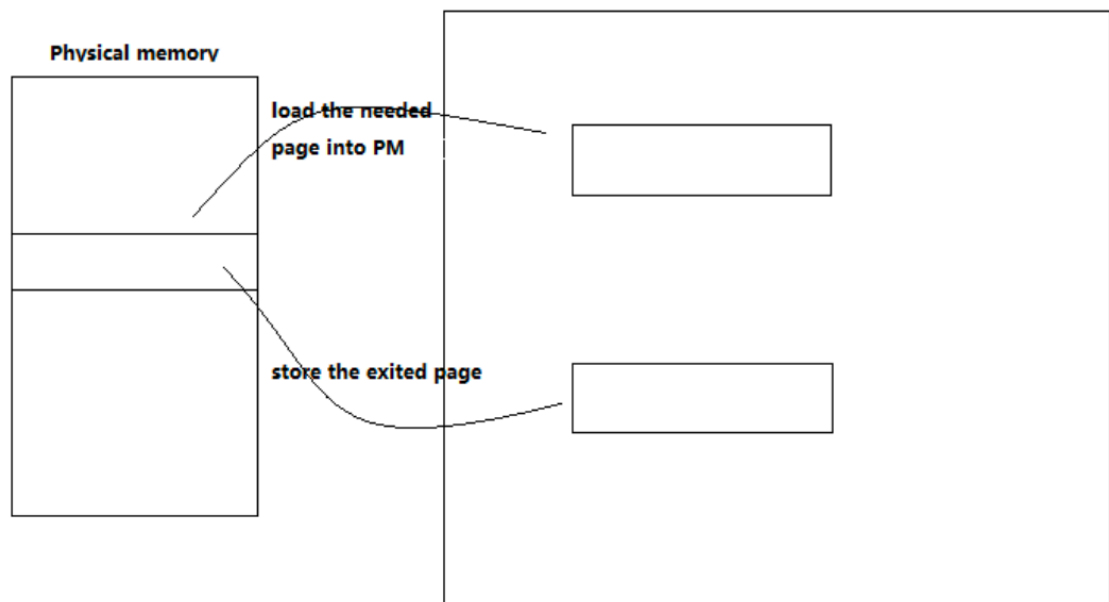 Physical memory
load the needed
page into PM
store the exited page